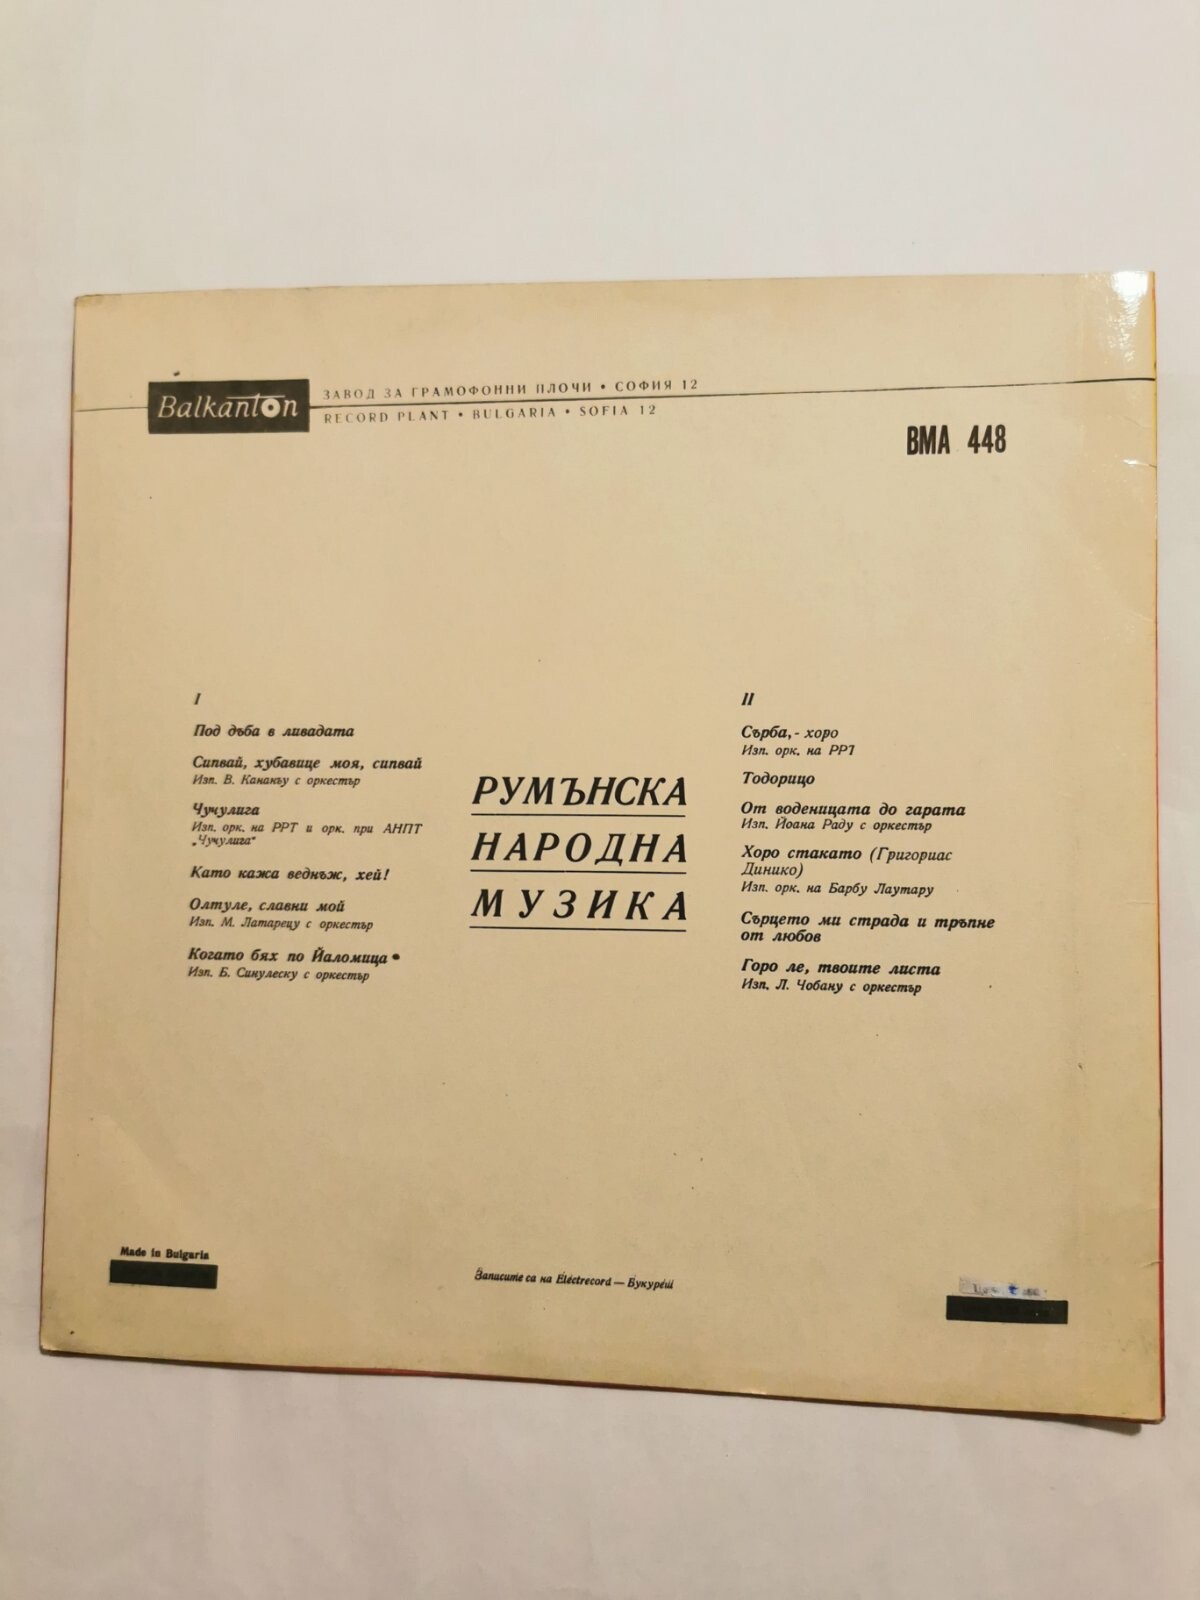 Balkanton
ЗАВОД ЗА ГРАМОФОННИ ПЛОЧИ • СОФИЯ 12
RECORD PLANT • BULGARIA • SOFIA 12
ВМА 448
I
Под дъба в ливадата
Сипвай, хубавице моя, сипвай
Изп. В. Кананъу с оркестър
Чучулига
Изп. орк. на РРТ и орк. при АНПТ
„Чучулига“
Като кажа веднъж, хей!
Олтуле, славни мой
Изп. М. Латарецу с оркестър
Когато бях по Йаломица •
Изп. Б. Синулеску с оркестър
РУМЪНСКА
НАРОДНА
МУЗИКА
II
Сърба,- хоро
Изп. орк. на РРТ
Тодорицо
От воденицата до гарата
Изп. Йоана Раду с оркестър
Хоро стакато (Григориас
Динико)
Изп. орк. на Барбу Лаутару
Сърцето ми страда и тръпне
от любов
Горо ле, твоите листа
Изп. Л. Чобану с оркестър
Made in Bulgaria
Записите са на Electrecord — Букурещ